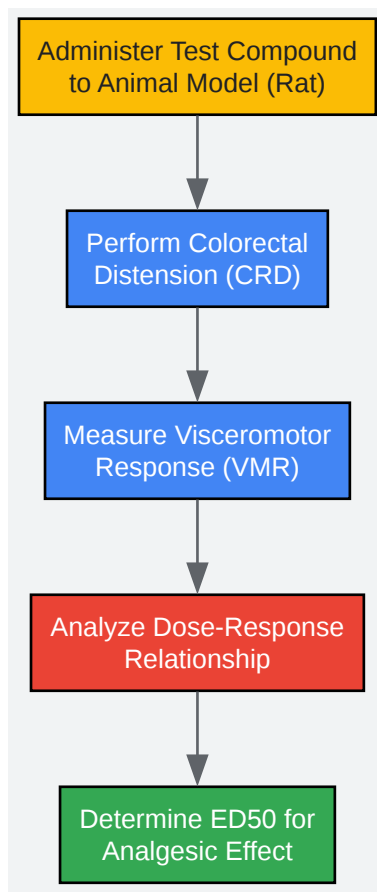 Administer Test Compound
to Animal Model (Rat)
Perform Colorectal
Distension (CRD)
Measure Visceromotor
Response (VMR)
Analyze Dose-Response
Relationship
Determine ED50 for
Analgesic Effect